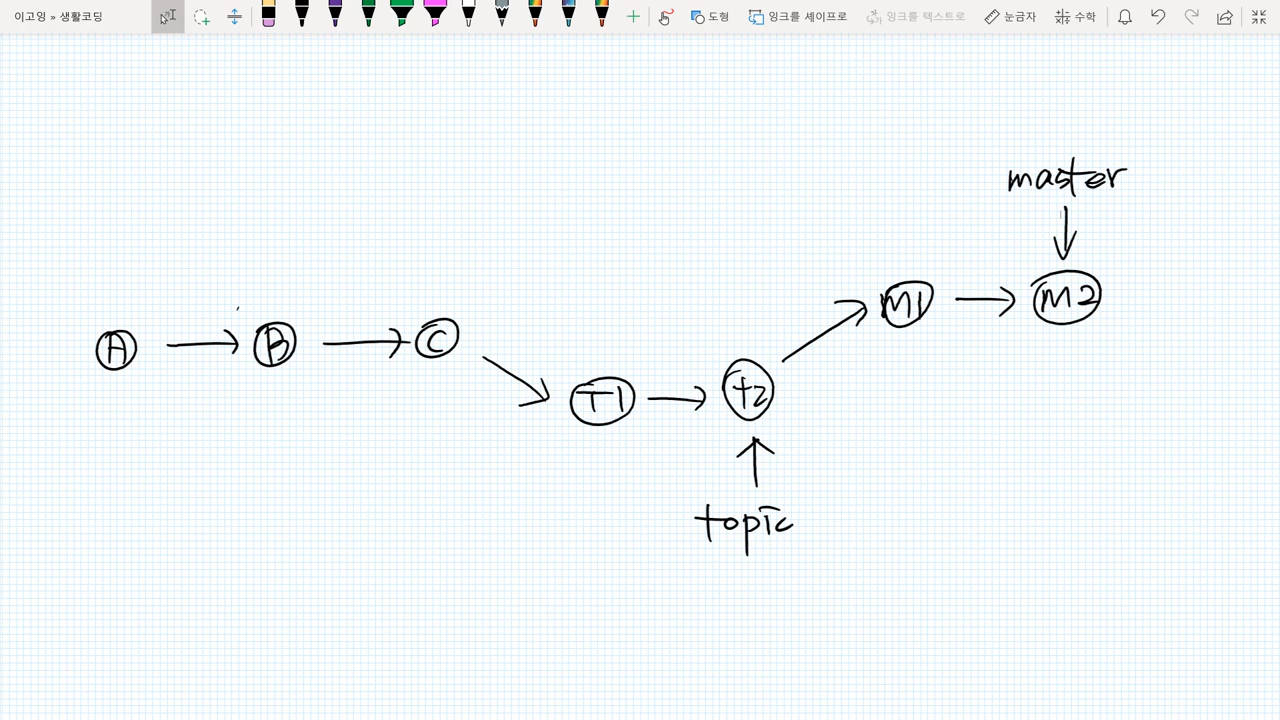 이고잉 » 생활코딩
도형
잉크를 셰이프로
잉크를 텍스트로
눈금자
수학
master
A
B
C
T1
t2
M1
M2
topic